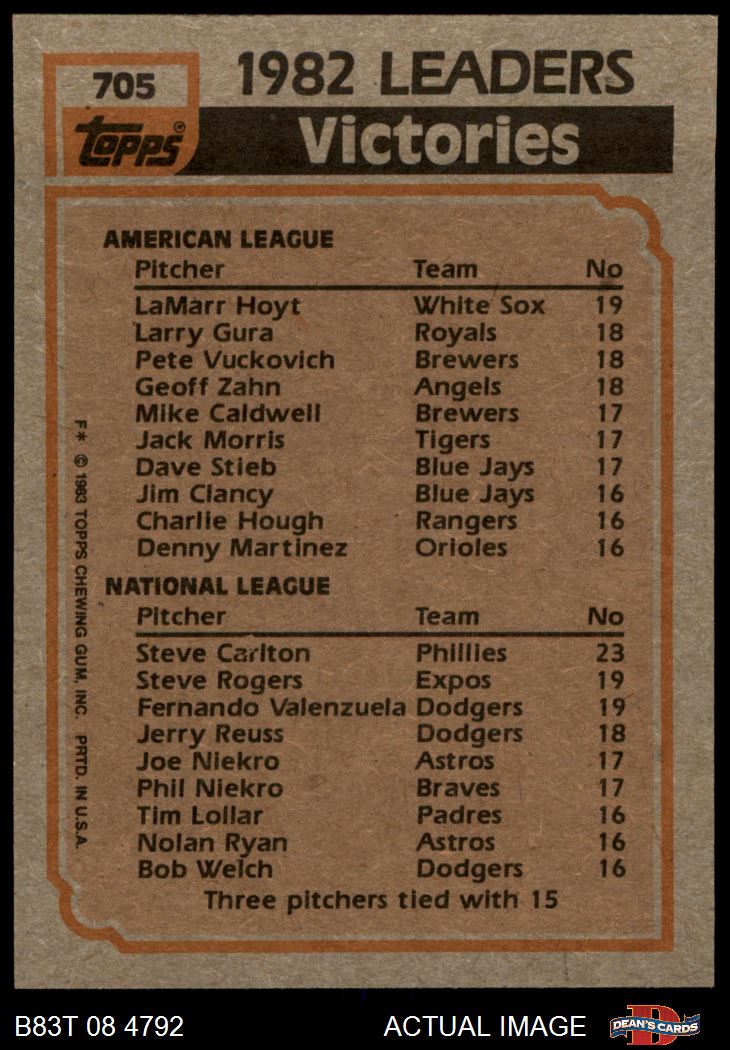 705
1982 LEADERS
TOPPS®
Victories
AMERICAN LEAGUE
Pitcher Team No
LaMarr Hoyt White Sox 19
Larry Gura Royals 18
Pete Vuckovich Brewers 18
Geoff Zahn Angels 18
Mike Caldwell Brewers 17
Jack Morris Tigers 17
Dave Stieb Blue Jays 17
Jim Clancy Blue Jays 16
Charlie Hough Rangers 16
Denny Martinez Orioles 16
NATIONAL LEAGUE
Pitcher Team No
Steve Carlton Phillies 23
Steve Rogers Expos 19
Fernando Valenzuela Dodgers 19
Jerry Reuss Dodgers 18
Joe Niekro Astros 17
Phil Niekro Braves 17
Tim Lollar Padres 16
Nolan Ryan Astros 16
Bob Welch Dodgers 16
Three pitchers tied with 15
F* © 1983 TOPPS CHEWING GUM, INC. PRTD. IN U.S.A.
B83T 08 4792 ACTUAL IMAGE
D
DEAN'S CARDS